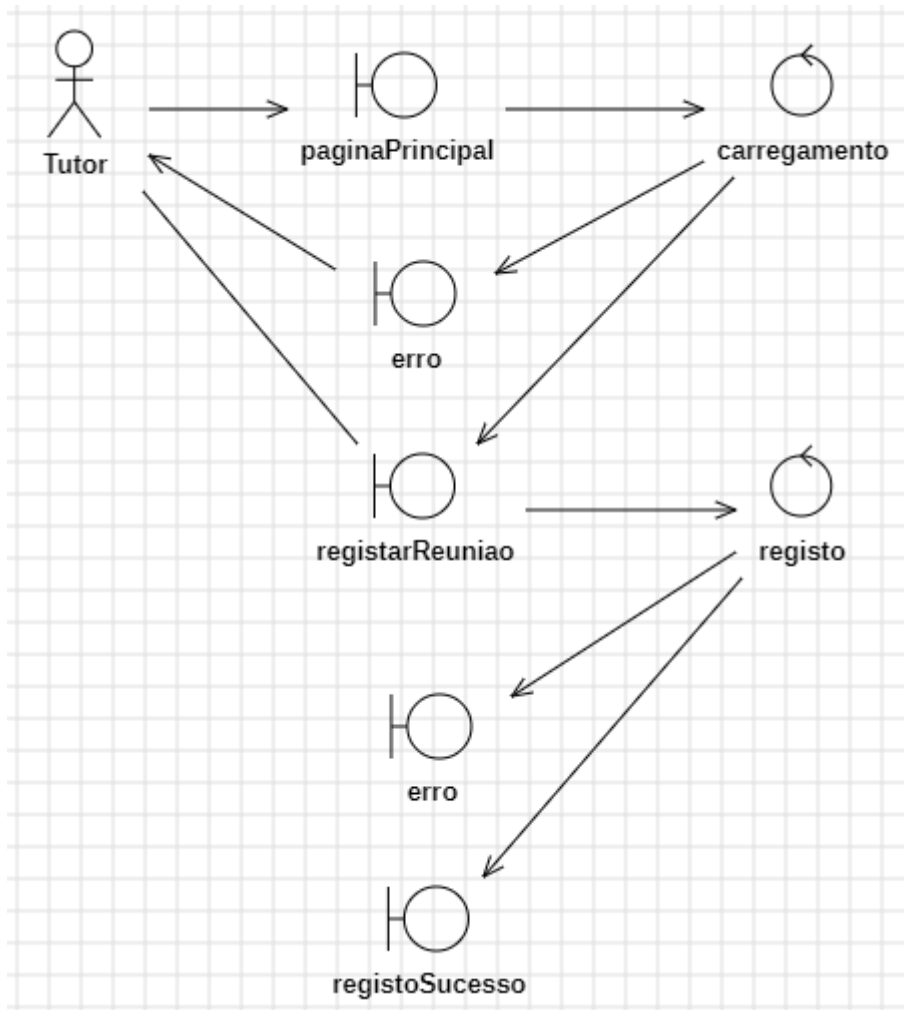 Tutor
paginaPrincipal
carregamento
erro
registarReuniao
registo
erro
registoSucesso